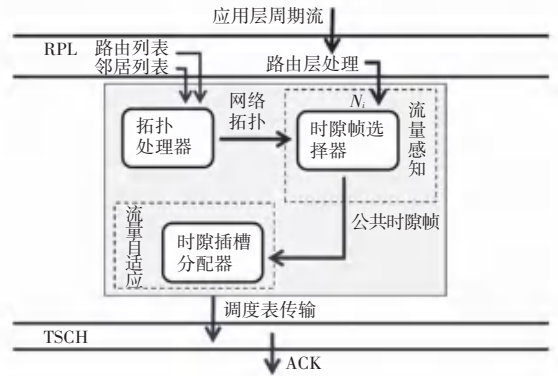 应用层周期流
RPL 路由列表
邻居列表
路由层处理
网络
拓扑
N_i
拓扑
处理器
时隙帧选
择器
流量感知
公共时隙帧
流量自适应
时隙插槽
分配器
调度表传输
TSCH
ACK